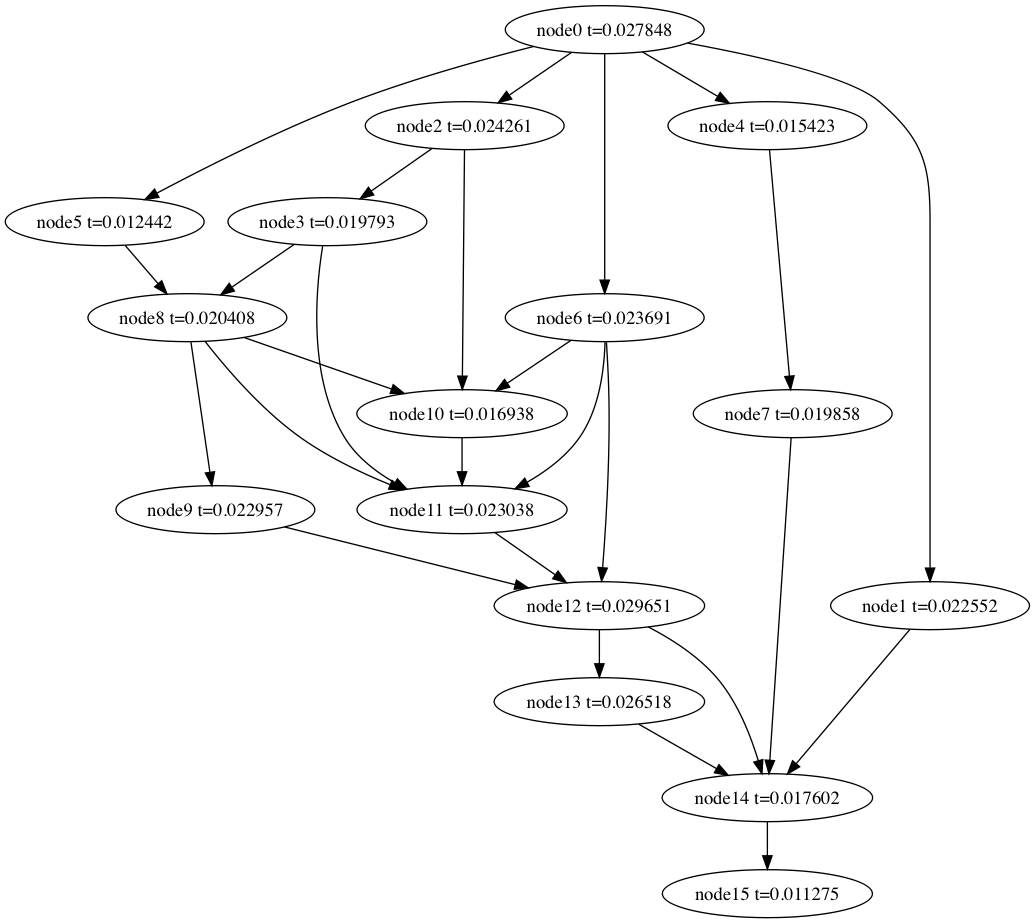 node0 t=0.027848
node2 t=0.024261
node4 t=0.015423
node5 t=0.012442
node3 t=0.019793
node8 t=0.020408
node6 t=0.023691
node10 t=0.016938
node7 t=0.019858
node9 t=0.022957
node11 t=0.023038
node12 t=0.029651
node1 t=0.022552
node13 t=0.026518
node14 t=0.017602
node15 t=0.011275